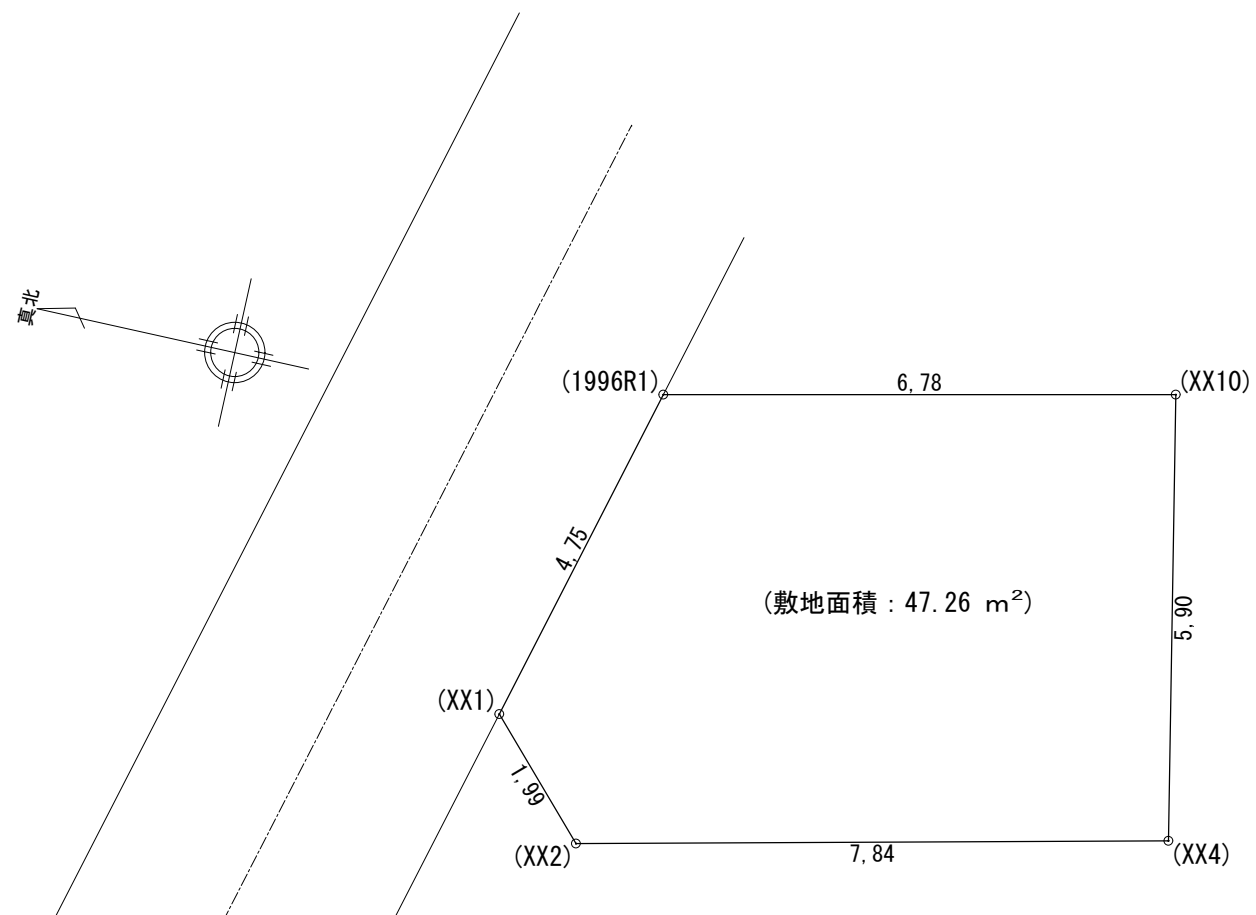 真北
(1996R1)
6,78
(XX10)
4,75
(敷地面積：47.26 m²)
5,90
(XX1)
1,99
(XX2)
7,84
(XX4)